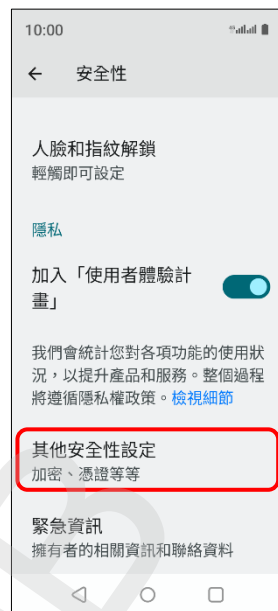 10:00
安全性
人臉和指紋解鎖
輕觸即可設定
隱私
加入「使用者體驗計
畫」
我們會統計您對各項功能的使用狀
況，以提升產品和服務。整個過程
將遵循隱私權政策。檢視細節
其他安全性設定
加密、憑證等等
緊急資訊
擁有者的相關資訊和聯絡資料